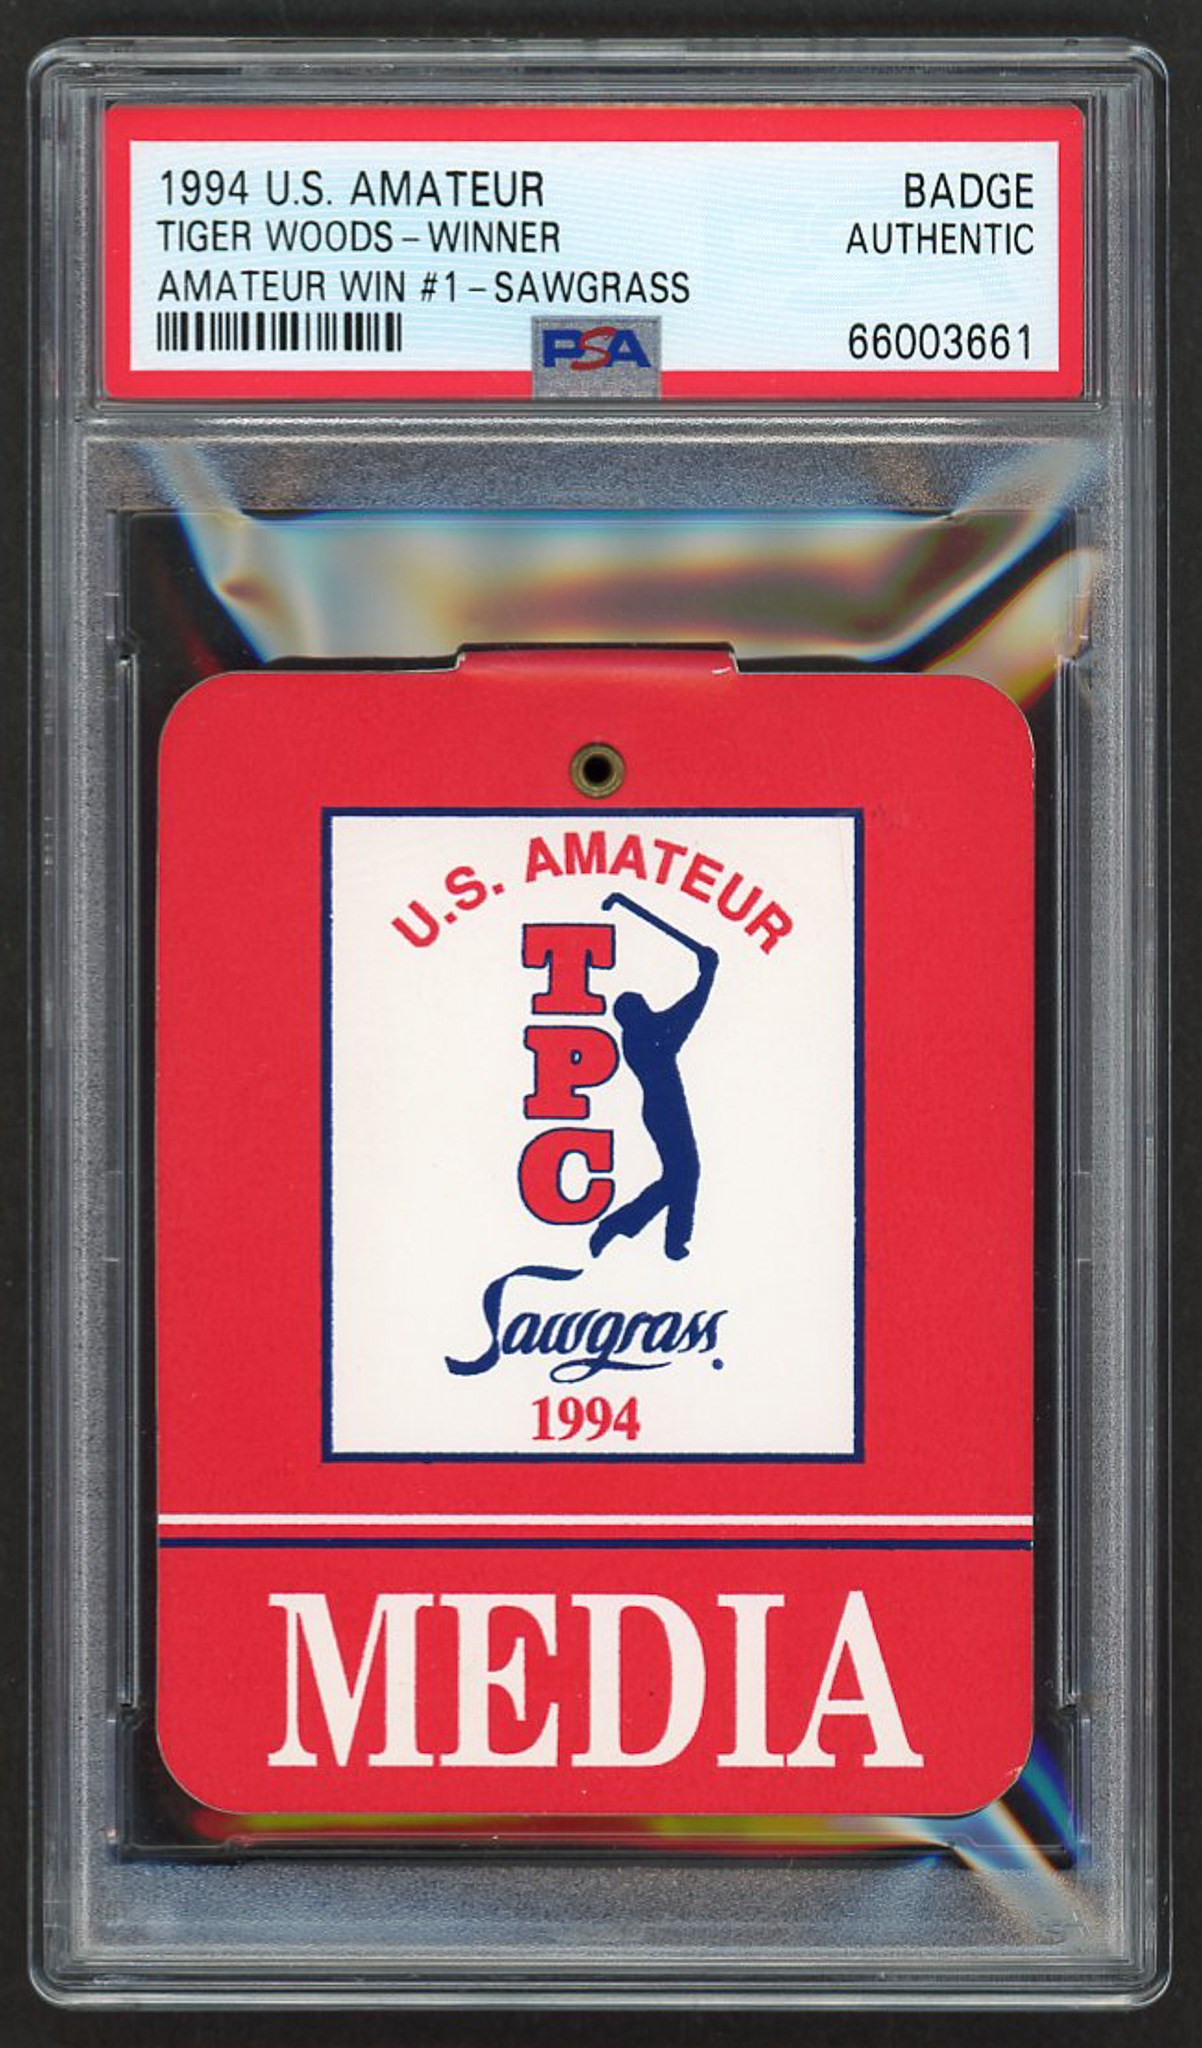 1994 U.S. AMATEUR BADGE
TIGER WOODS – WINNER AUTHENTIC
AMATEUR WIN #1 – SAWGRASS
PSA 66003661
U.S. AMATEUR
TPC
Sawgrass.
1994
MEDIA